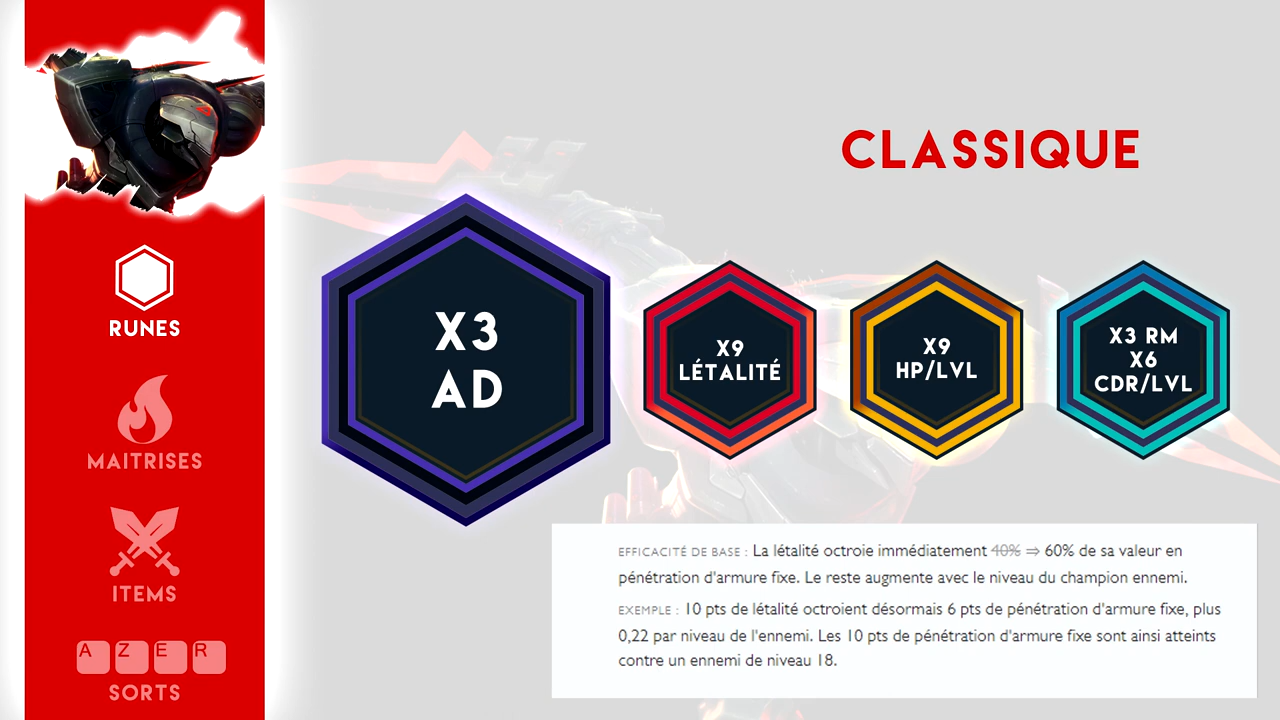 CLASSIQUE
RUNES
MAITRISES
ITEMS
A Z E R
SORTS
X3
AD
X9
LÉTALITÉ
X9
HP/LVL
X3 RM
X6
CDR/LVL
EFFICACITÉ DE BASE : La létalité octroie immédiatement 40% ⇒ 60% de sa valeur en
pénétration d'armure fixe. Le reste augmente avec le niveau du champion ennemi.
EXEMPLE : 10 pts de létalité octroient désormais 6 pts de pénétration d'armure fixe, plus
0,22 par niveau de l'ennemi. Les 10 pts de pénétration d'armure fixe sont ainsi atteints
contre un ennemi de niveau 18.